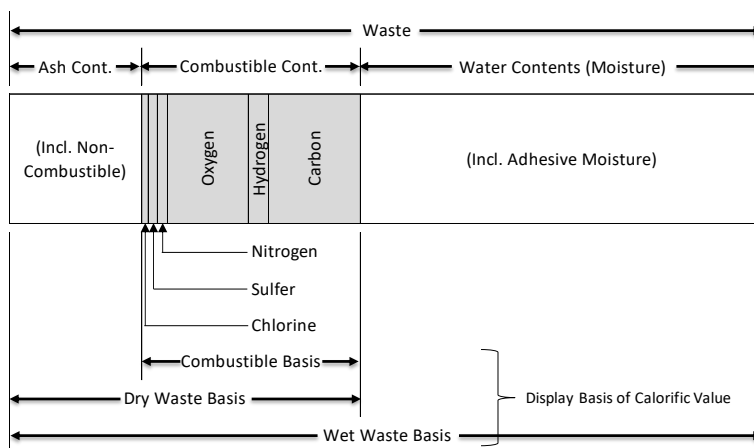 Waste
Ash Cont.
Combustible Cont.
Water Contents (Moisture)
(Incl. Non-
Combustible)
Oxygen
Hydrogen
Carbon
(Incl. Adhesive Moisture)
Nitrogen
Sulfer
Chlorine
Combustible Basis
Dry Waste Basis
Display Basis of Calorific Value
Wet Waste Basis